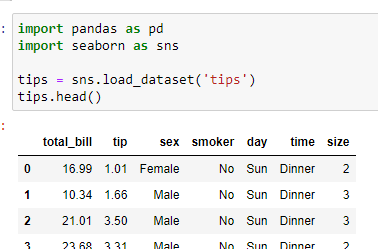 : import pandas as pd
import seaborn as sns
tips = sns.load_dataset('tips')
tips.head()
:
total_bill tip sex smoker day time size
0 16.99 1.01 Female No Sun Dinner 2
1 10.34 1.66 Male No Sun Dinner 3
2 21.01 3.50 Male No Sun Dinner 3
3 23.68 3.31 Male No Sun Dinner 2